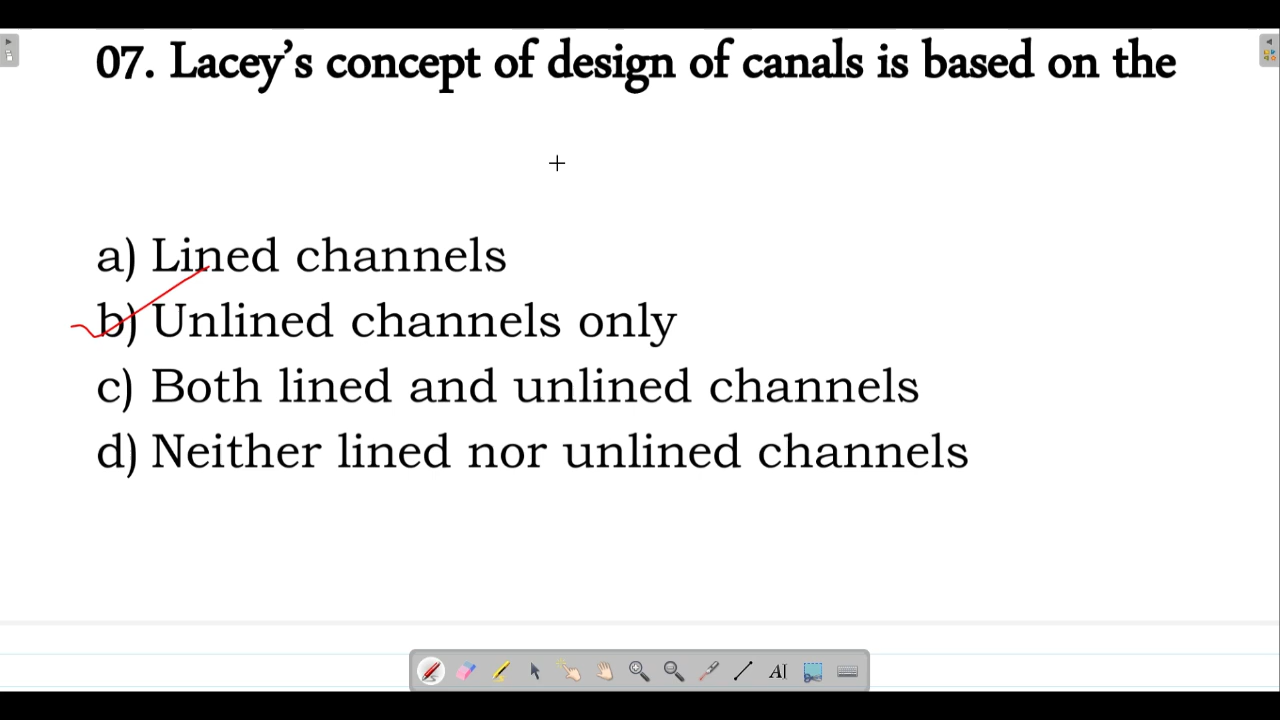 07. Lacey’s concept of design of canals is based on the
a) Lined channels
b) Unlined channels only
c) Both lined and unlined channels
d) Neither lined nor unlined channels
AI